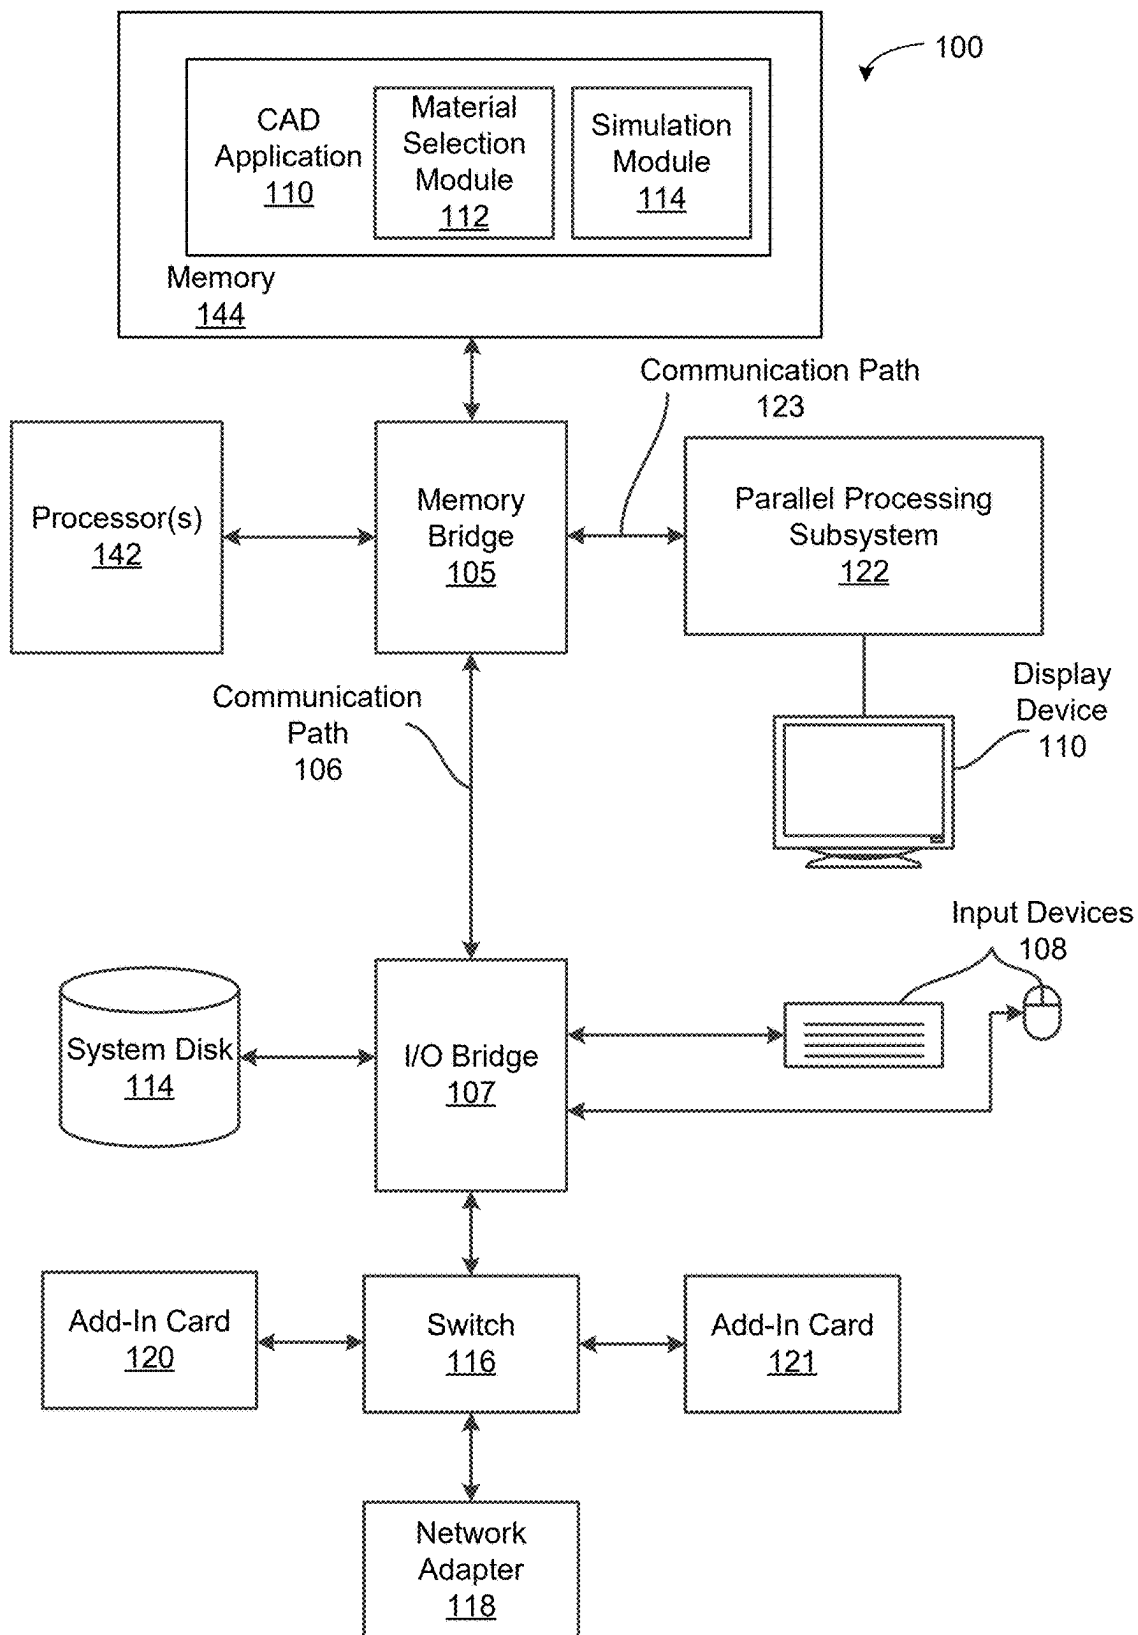 100
CAD
Application
110
Material
Selection
Module
112
Simulation
Module
114
Memory
144
Communication Path
123
Processor(s)
142
Memory
Bridge
105
Parallel Processing
Subsystem
122
Communication
Path
106
Display
Device
110
Input Devices
108
System Disk
114
I/O Bridge
107
Add-In Card
120
Switch
116
Add-In Card
121
Network
Adapter
118